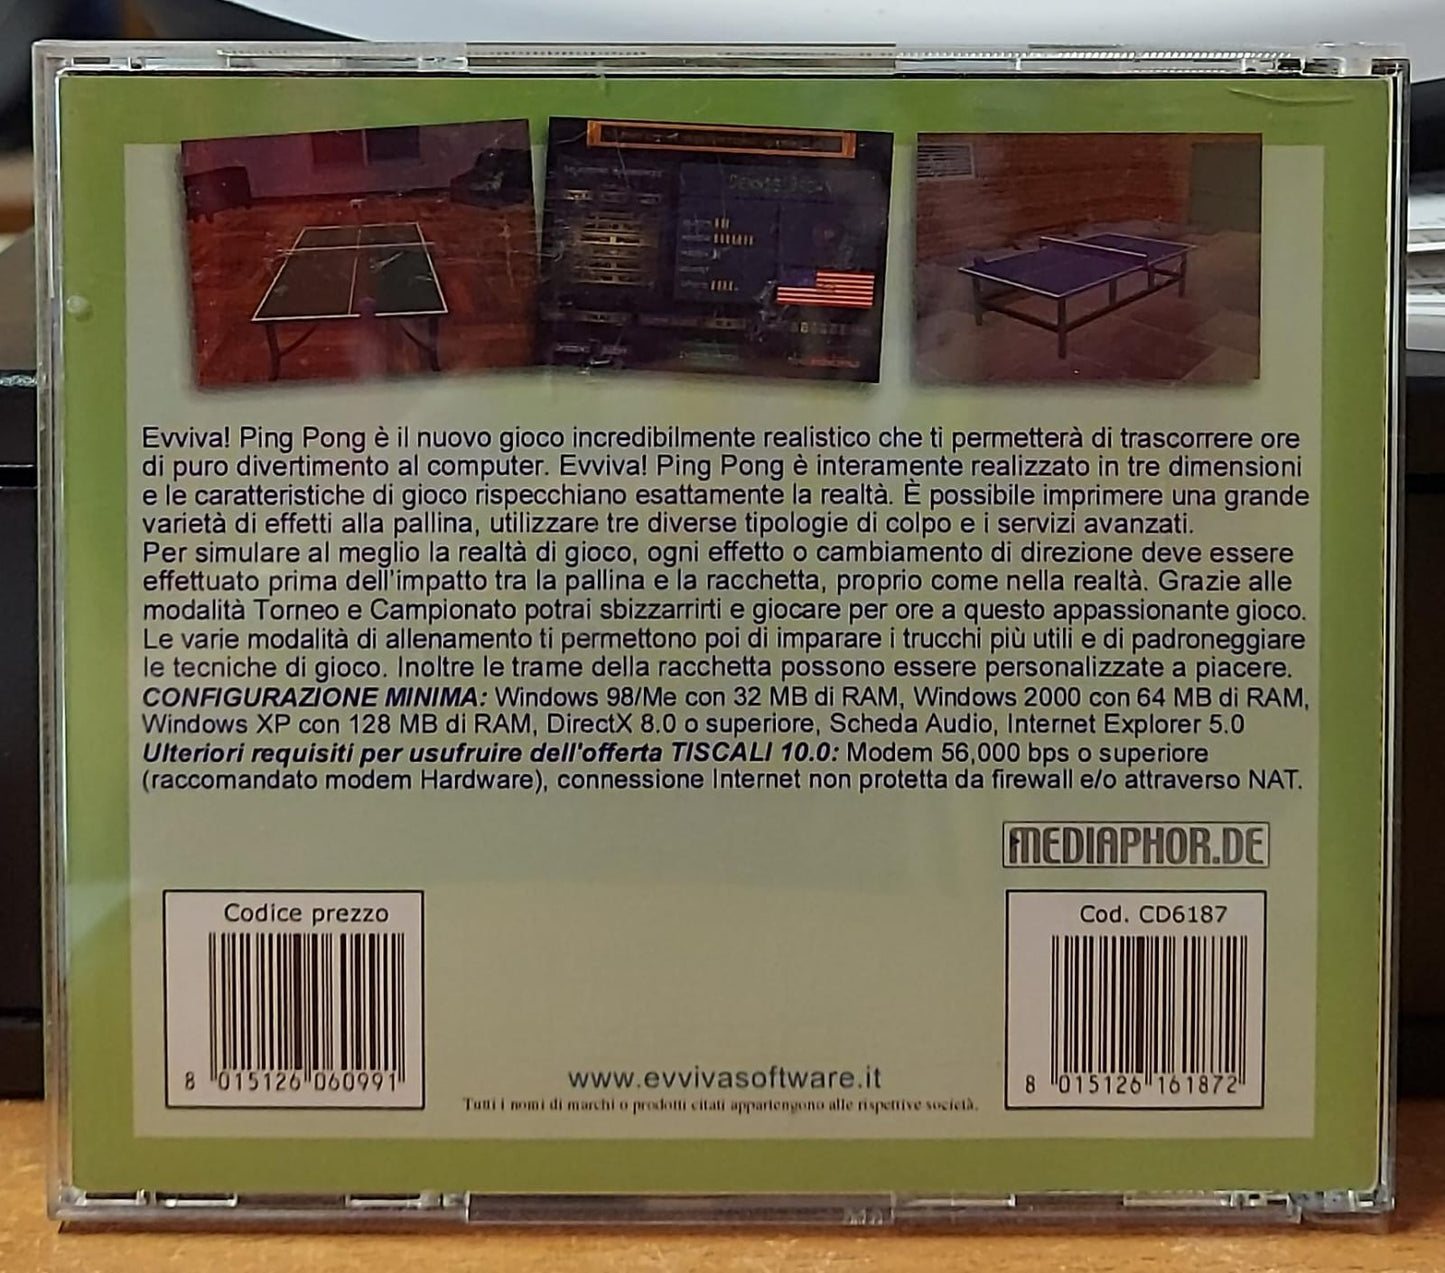 Evviva! Ping Pong è il nuovo gioco incredibilmente realistico che ti permetterà di trascorrere ore
di puro divertimento al computer. Evviva! Ping Pong è interamente realizzato in tre dimensioni
e le caratteristiche di gioco rispecchiano esattamente la realtà. È possibile imprimere una grande
varietà di effetti alla pallina, utilizzare tre diverse tipologie di colpo e i servizi avanzati.
Per simulare al meglio la realtà di gioco, ogni effetto o cambiamento di direzione deve essere
effettuato prima dell'impatto tra la pallina e la racchetta, proprio come nella realtà. Grazie alle
modalità Torneo e Campionato potrai sbizzarrirti e giocare per ore a questo appassionante gioco.
Le varie modalità di allenamento ti permettono poi di imparare i trucchi più utili e di padroneggiare
le tecniche di gioco. Inoltre le trame della racchetta possono essere personalizzate a piacere.
CONFIGURAZIONE MINIMA: Windows 98/Me con 32 MB di RAM, Windows 2000 con 64 MB di RAM,
Windows XP con 128 MB di RAM, DirectX 8.0 o superiore, Scheda Audio, Internet Explorer 5.0
Ulteriori requisiti per usufruire dell'offerta TISCALI 10.0: Modem 56,000 bps o superiore
(raccomandato modem Hardware), connessione Internet non protetta da firewall e/o attraverso NAT.
MEDIAPHOR.DE
Codice prezzo
8 015126 060991
Cod. CD6187
8 015126 161872
www.evvivasoftware.it
Tutti i nomi di marchi o prodotti citati appartengono alle rispettive società.